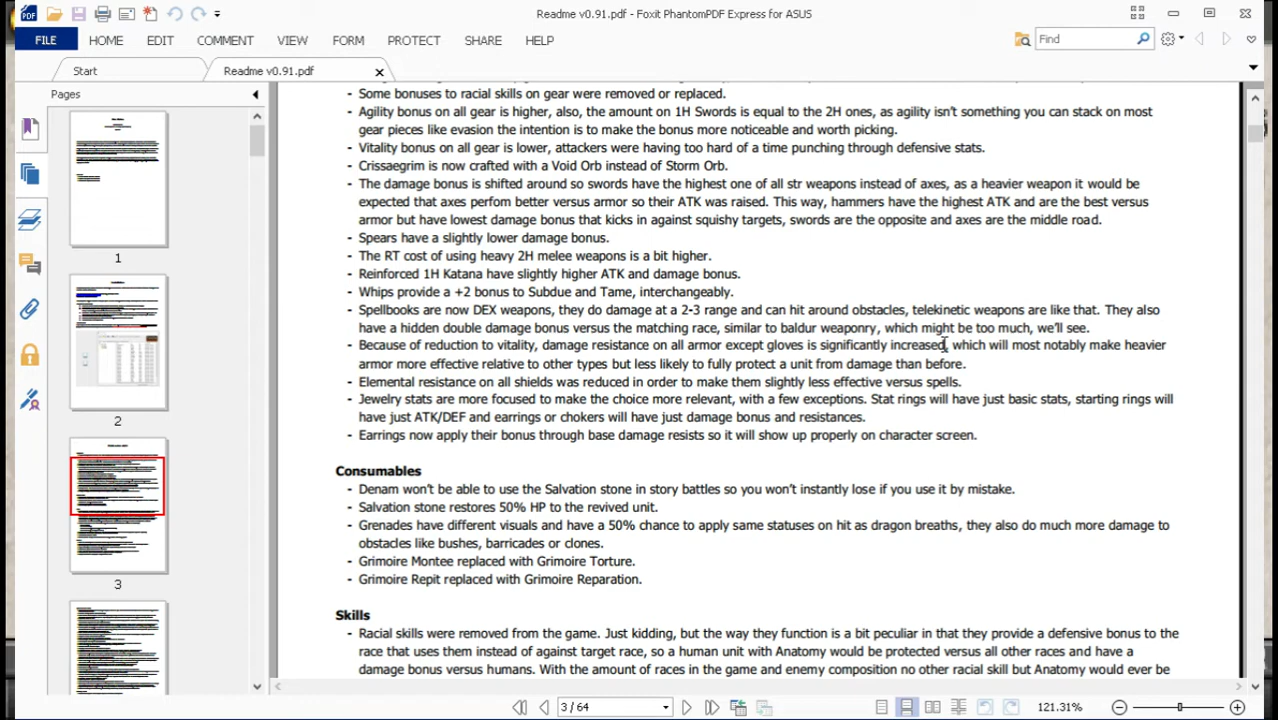 Readme v0.91.pdf - Foxit PhantomPDF Express for ASUS
PDF
FILE HOME EDIT COMMENT VIEW FORM PROTECT SHARE HELP
Find
Start
Readme v0.91.pdf
Pages
- Some bonuses to racial skills on gear were removed or replaced.
- Agility bonus on all gear is higher, also, the amount on 1H Swords is equal to the 2H ones, as agility isn't something you can stack on most
gear pieces like evasion the intention is to make the bonus more noticeable and worth picking.
- Vitality bonus on all gear is lower, attackers were having too hard of a time punching through defensive stats.
- Crissaegrim is now crafted with a Void Orb instead of Storm Orb.
- The damage bonus is shifted around so swords have the highest one of all str weapons instead of axes, as a heavier weapon it would be
expected that axes perfom better versus armor so their ATK was raised. This way, hammers have the highest ATK and are the best versus
armor but have lowest damage bonus that kicks in against squishy targets, swords are the opposite and axes are the middle road.
- Spears have a slightly lower damage bonus.
- The RT cost of using heavy 2H melee weapons is a bit higher.
- Reinforced 1H Katana have slightly higher ATK and damage bonus.
- Whips provide a +2 bonus to Subdue and Tame, interchangeably.
- Spellbooks are now DEX weapons, they do damage at a 2-3 range and can hit around obstacles, telekinetic weapons are like that. They also
have a hidden double damage bonus versus the matching race, similar to baldur weaponry, which might be too much, we'll see.
- Because of reduction to vitality, damage resistance on all armor except gloves is significantly increased, which will most notably make heavier
armor more effective relative to other types but less likely to fully protect a unit from damage than before.
- Elemental resistance on all shields was reduced in order to make them slightly less effective versus spells.
- Jewelry stats are more focused to make the choice more relevant, with a few exceptions. Stat rings will have just basic stats, starting rings will
have just ATK/DEF and earrings or chokers will have just damage bonus and resistances.
- Earrings now apply their bonus through base damage resists so it will show up properly on character screen.
Consumables
- Denam won't be able to use the Salvation stone in story battles so you won't instantly lose if you use it by mistake.
- Salvation stone restores 50% HP to the revived unit.
- Grenades have different visuals and have a 50% chance to apply same statuses on hit as dragon breaths, they also do much more damage to
obstacles like bushes, barricades or clones.
- Grimoire Montee replaced with Grimoire Torture.
- Grimoire Repit replaced with Grimoire Reparation.
Skills
- Racial skills were removed from the game. Just kidding, but the way they function is a bit peculiar in that they provide a defensive bonus to the
race that uses them instead of against target race, so a human unit with Anatomy would be protected versus all other races and have a
damage bonus versus humans. With the amount of races in the game and enemy composition no other racial skill but Anatomy would ever be
1
2
3
3 / 64
121.31%